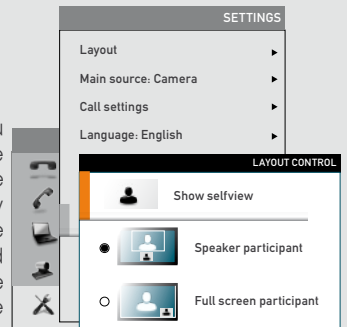 SETTINGS
Layout
Main source: Camera
Call settings
Language: English
LAYOUT CONTROL
Show selfview
Speaker participant
Full screen participant